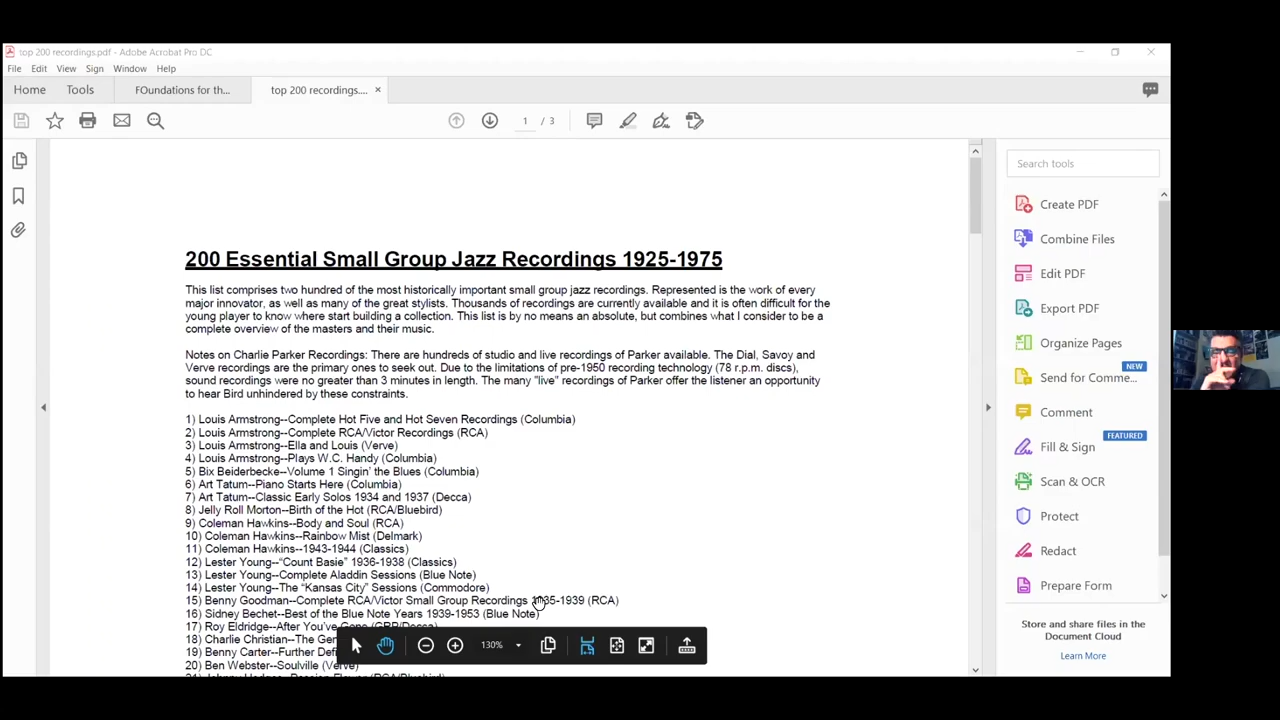 top 200 recordings.pdf - Adobe Acrobat Pro DC
File Edit View Sign Window Help
Home Tools FOundations for th... top 200 recordings.... ×
1 / 3
Search tools
Create PDF
Combine Files
Edit PDF
Export PDF
Organize Pages
NEW
Send for Comme...
Comment
FEATURED
Fill & Sign
Scan & OCR
Protect
Redact
Prepare Form
Store and share files in the
Document Cloud
Learn More
200 Essential Small Group Jazz Recordings 1925-1975
This list comprises two hundred of the most historically important small group jazz recordings. Represented is the work of every
major innovator, as well as many of the great stylists. Thousands of recordings are currently available and it is often difficult for the
young player to know where start building a collection. This list is by no means an absolute, but combines what I consider to be a
complete overview of the masters and their music.
Notes on Charlie Parker Recordings: There are hundreds of studio and live recordings of Parker available. The Dial, Savoy and
Verve recordings are the primary ones to seek out. Due to the limitations of pre-1950 recording technology (78 r.p.m. discs),
sound recordings were no greater than 3 minutes in length. The many "live" recordings of Parker offer the listener an opportunity
to hear Bird unhindered by these constraints.
1) Louis Armstrong--Complete Hot Five and Hot Seven Recordings (Columbia)
2) Louis Armstrong--Complete RCA/Victor Recordings (RCA)
3) Louis Armstrong--Ella and Louis (Verve)
4) Louis Armstrong--Plays W.C. Handy (Columbia)
5) Bix Beiderbecke--Volume 1 Singin' the Blues (Columbia)
6) Art Tatum--Piano Starts Here (Columbia)
7) Art Tatum--Classic Early Solos 1934 and 1937 (Decca)
8) Jelly Roll Morton--Birth of the Hot (RCA/Bluebird)
9) Coleman Hawkins--Body and Soul (RCA)
10) Coleman Hawkins--Rainbow Mist (Delmark)
11) Coleman Hawkins--1943-1944 (Classics)
12) Lester Young--"Count Basie" 1936-1938 (Classics)
13) Lester Young--Complete Aladdin Sessions (Blue Note)
14) Lester Young--The "Kansas City" Sessions (Commodore)
15) Benny Goodman--Complete RCA/Victor Small Group Recordings 1935-1939 (RCA)
16) Sidney Bechet--Best of the Blue Note Years 1939-1953 (Blue Note)
17) Roy Eldridge--After You've Gone (GRP/Decca)
18) Charlie Christian--The Gen
19) Benny Carter--Further Defi
20) Ben Webster--Soulville (Verve)
130%